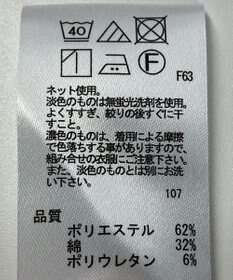 40
F
F63
ネット使用。
淡色のものは無蛍光洗剤を使用。
よくすすぎ、絞りの後すぐに干
すこと。
濃色のものは、着用による摩擦
で色落ちする事がありますので、
組み合せの衣服にご注意下さい。
また、淡色のものとは別にお洗
濯下さい。
107
品質
ポリエステル 62%
綿 32%
ポリウレタン 6%